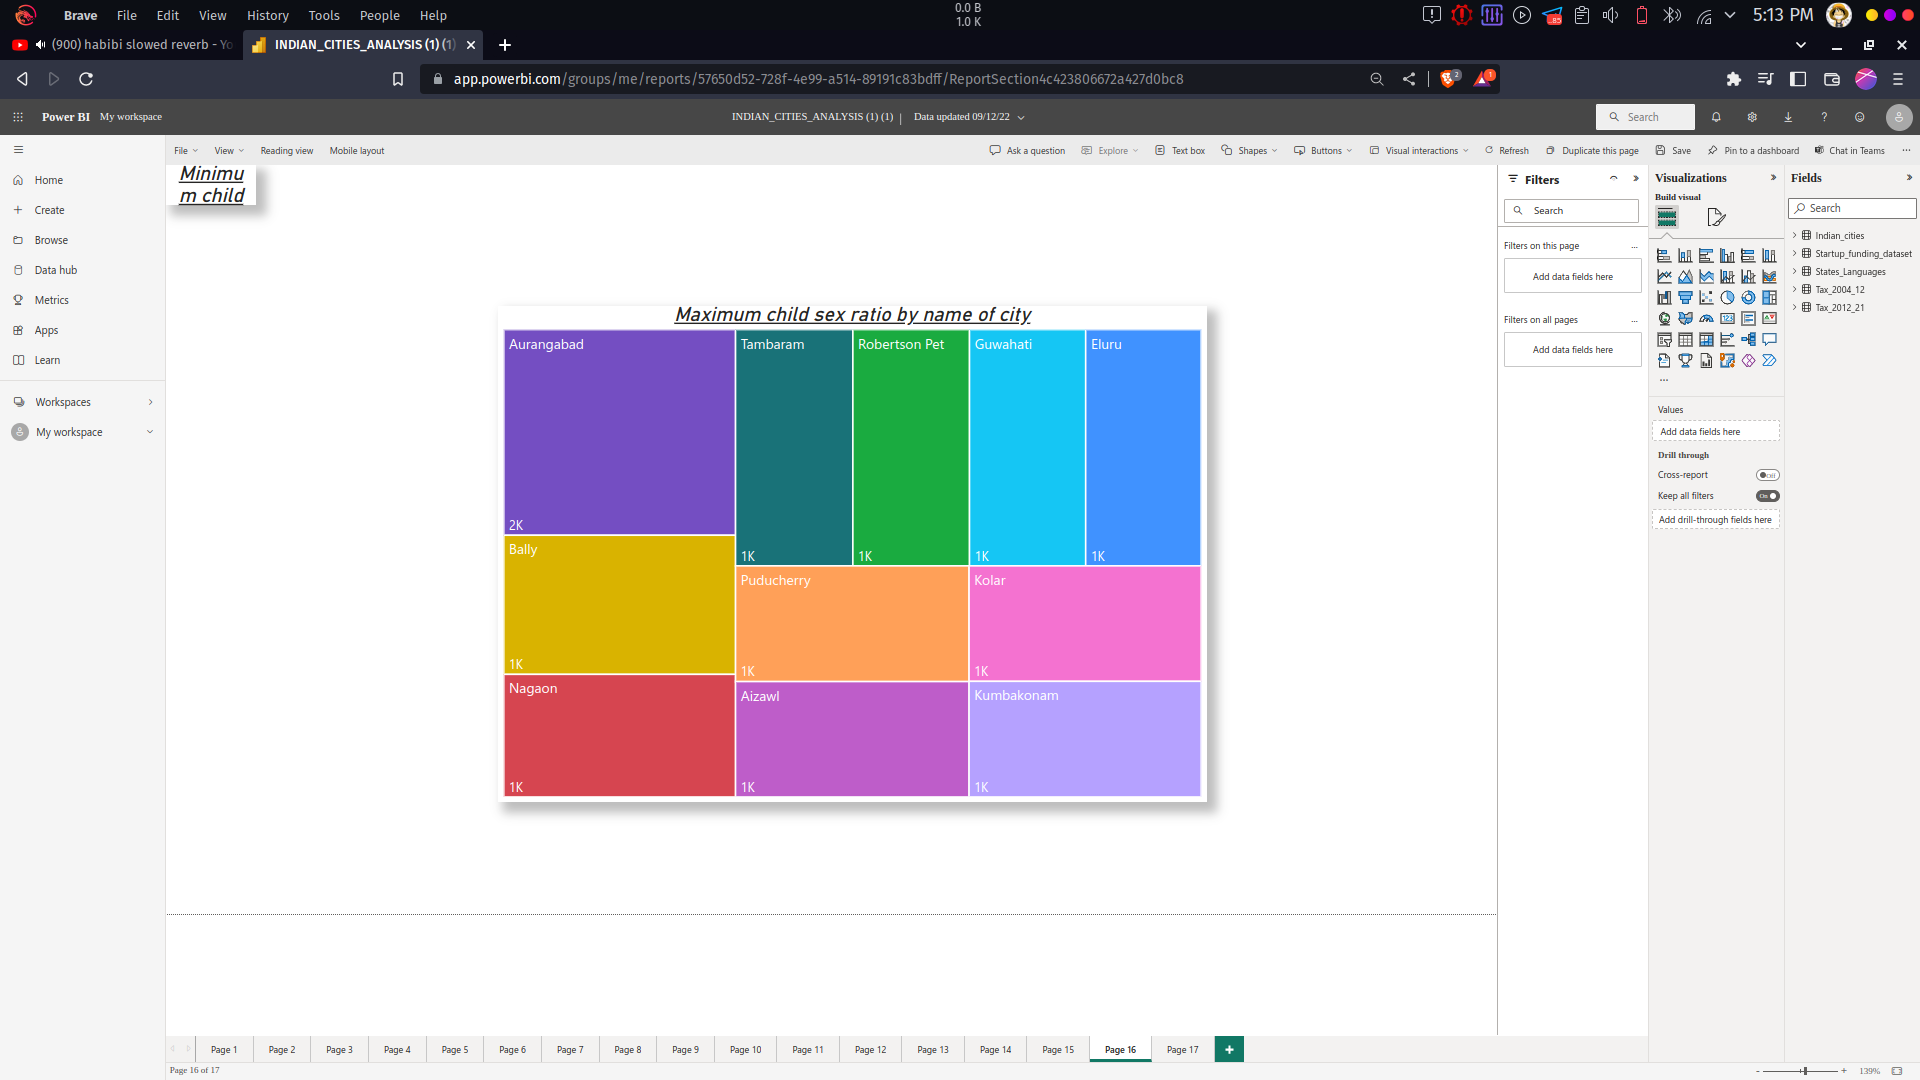 Brave File Edit View History Tools People Help
0.0 B
1.0 K
85
5:13 PM
(900) habibi slowed reverb - Yo
INDIAN_CITIES_ANALYSIS (1) (1)
app.powerbi.com/groups/me/reports/57650d52-728f-4e99-a514-89191c83bdff/ReportSection4c423806672a427d0bc8
2
1
Power BI My workspace
INDIAN_CITIES_ANALYSIS (1) (1) | Data updated 09/12/22
Search
File View Reading view Mobile layout
Ask a question Explore Text box Shapes Buttons Visual interactions Refresh Duplicate this page Save Pin to a dashboard Chat in Teams ...
Home
Create
Browse
Data hub
Metrics
Apps
Learn
Workspaces
My workspace
Minimu
m child
Maximum child sex ratio by name of city
Aurangabad
2K
Bally
1K
Nagaon
1K
Tambaram
1K
Robertson Pet
1K
Guwahati
1K
Eluru
1K
Puducherry
1K
Kolar
1K
Aizawl
1K
Kumbakonam
1K
Filters
Search
Filters on this page ...
Add data fields here
Filters on all pages ...
Add data fields here
Visualizations
Build visual
123
...
Values
Add data fields here
Drill through
Cross-report Off
Keep all filters On
Add drill-through fields here
Fields
Search
Indian_cities
Startup_funding_dataset
States_Languages
Tax_2004_12
Tax_2012_21
Page 1 Page 2 Page 3 Page 4 Page 5 Page 6 Page 7 Page 8 Page 9 Page 10 Page 11 Page 12 Page 13 Page 14 Page 15 Page 16 Page 17 +
Page 16 of 17
- + 139%